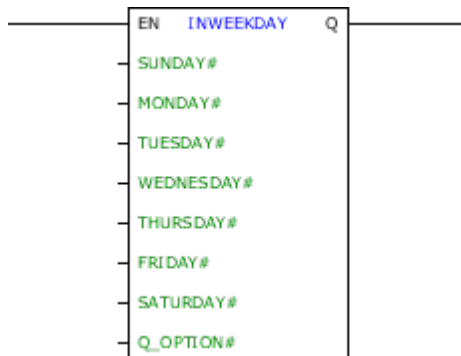 EN INWEEKDAY Q
SUNDAY#
MONDAY#
TUESDAY#
WEDNESDAY#
THURSDAY#
FRIDAY#
SATURDAY#
Q_OPTION#